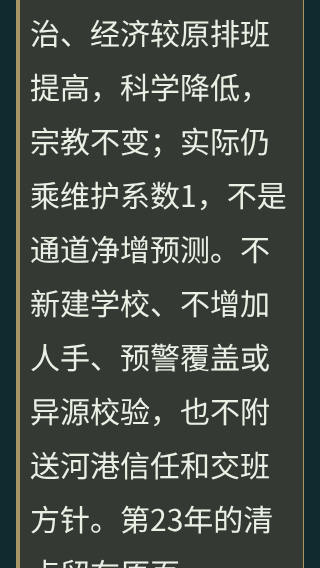 治、经济较原排班
提高，科学降低，
宗教不变；实际仍
乘维护系数1，不是
通道净增预测。不
新建学校、不增加
人手、预警覆盖或
异源校验，也不附
送河港信任和交班
方针。第23年的清